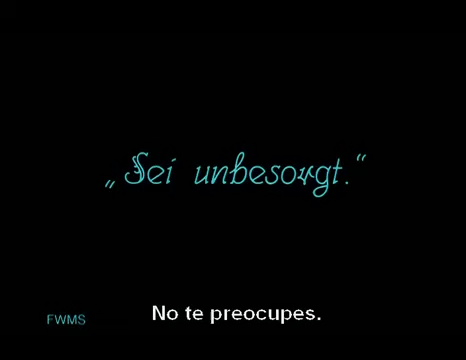 „Sei unbesorgt.“
No te preocupes.
FWMS